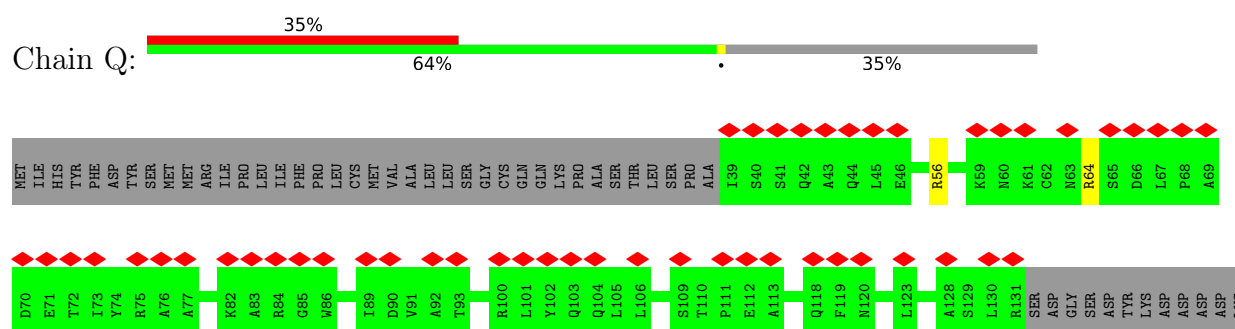 35%
Chain Q:
64% • 35%
MET ILE HIS TYR PHE ASP TYR SER MET MET ARG ILE PRO LEU ILE PHE PRO LEU CYS MET VAL ALA LEU LEU SER GLY CYS GLN GLN LYS PRO ALA SER THR LEU SER PRO ALA I39 S40 S41 Q42 A43 Q44 L45 E46 R56 K59 N60 K61 C62 N63 R64 S65 D66 L67 P68 A69
D70 E71 T72 I73 Y74 R75 A76 A77 K82 A83 R84 G85 W86 I89 D90 V91 A92 T93 R100 L101 Y102 Q103 Q104 L105 L106 S109 T110 P111 E112 A113 Q118 F119 N120 L123 A128 S129 L130 R131 SER ASP GLY SER ASP TYR LYS ASP ASP ASP ASP